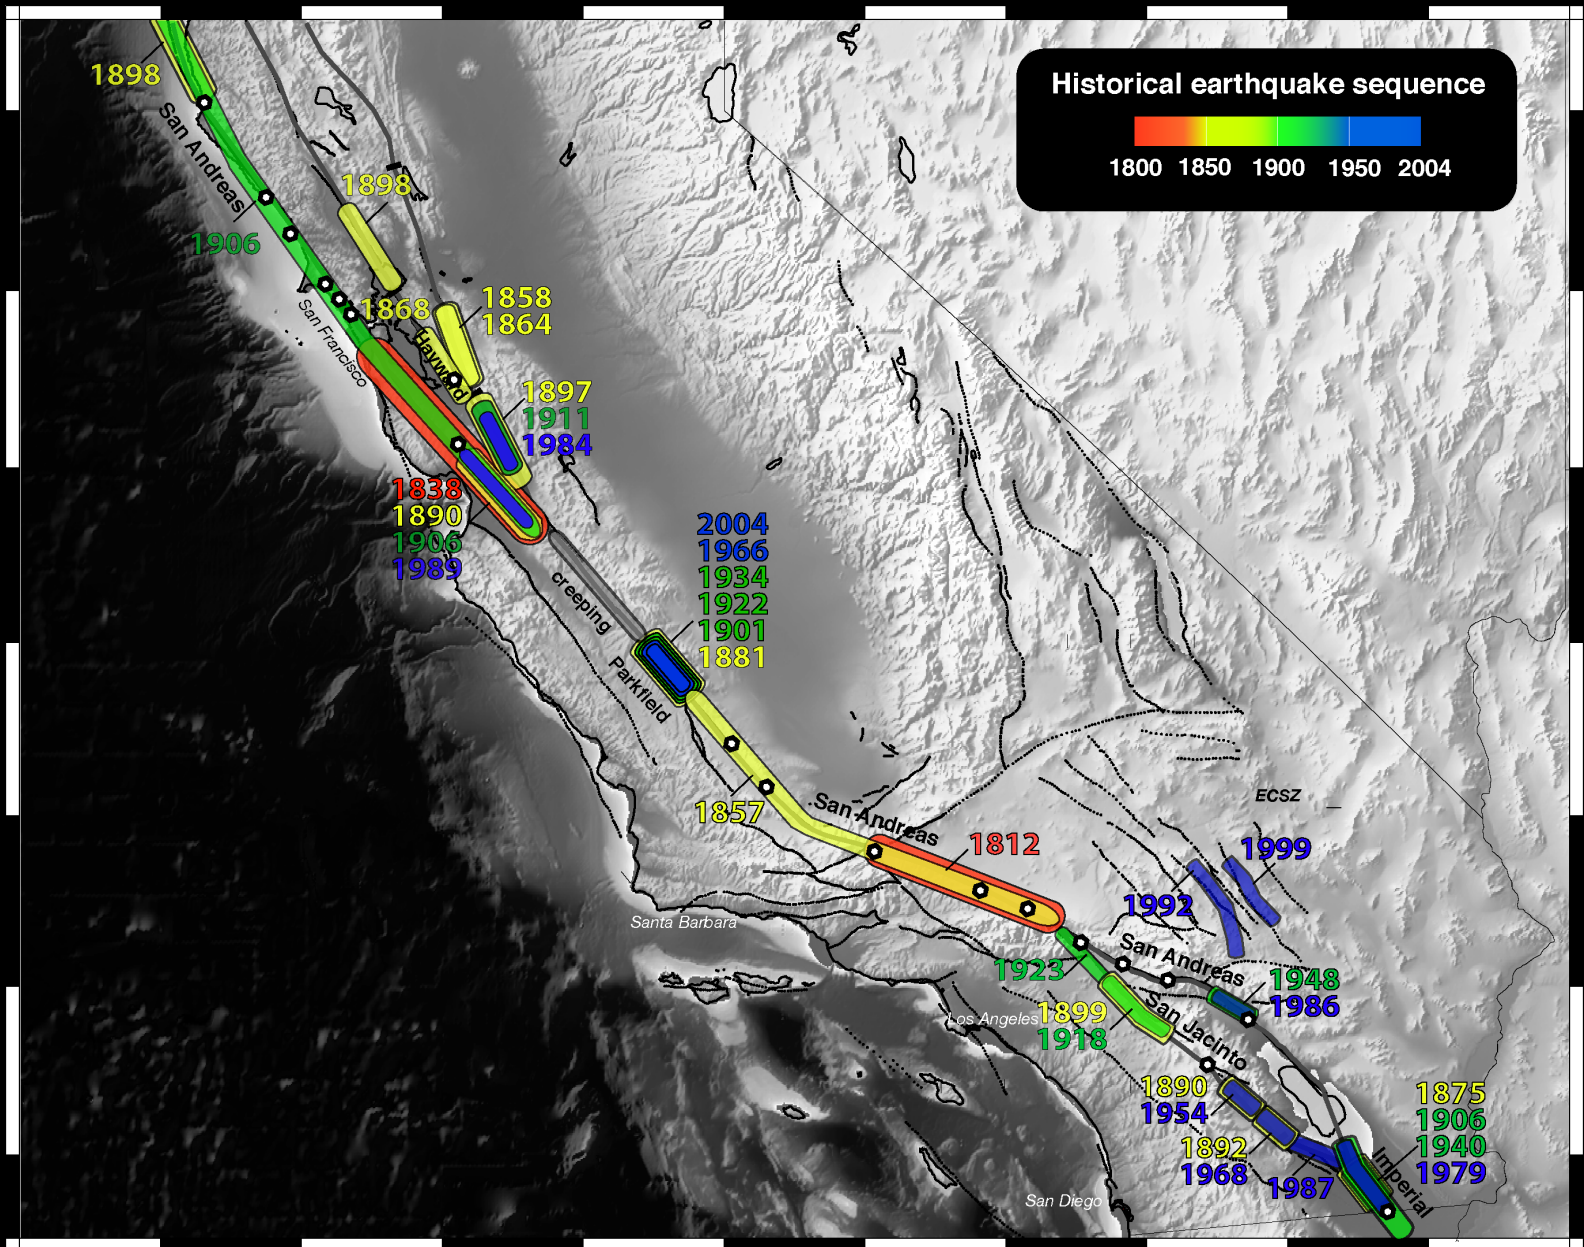 Historical earthquake sequence
1800 1850 1900 1950 2004
1898
San Andreas
1906
1898
1868
1858
1864
San Francisco
Hayward
1897
1911
1984
1838
1890
1906
1989
creeping
2004
1966
1934
1922
1901
1881
Parkfield
1857
San Andreas
1812
ECSZ
1999
1992
Santa Barbara
San Andreas
1923
1948
1986
Los Angeles
1899
1918
San Jacinto
1890
1954
1892
1968
1987
1875
1906
1940
1979
Imperial
San Diego